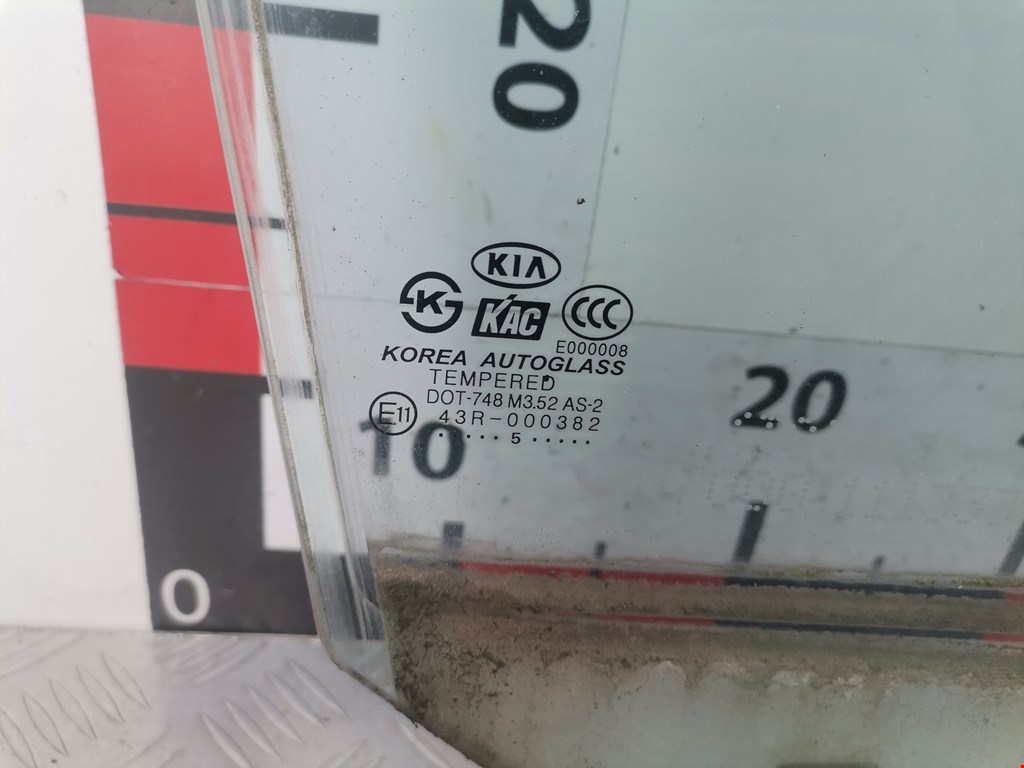 20
KIA
K KAC CCC
E000008
KOREA AUTOGLASS
TEMPERED
DOT-748 M3.52 AS-2
E11 43R-000382
.....5.....
10
20
0